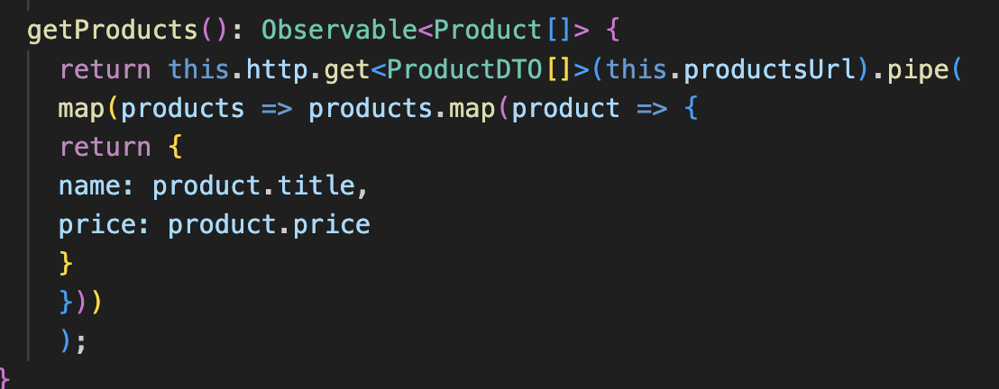 getProducts(): Observable<Product[]> {
return this.http.get<ProductDTO[]>(this.productsUrl).pipe(
map(products => products.map(product => {
return {
name: product.title,
price: product.price
}
}))
);
}